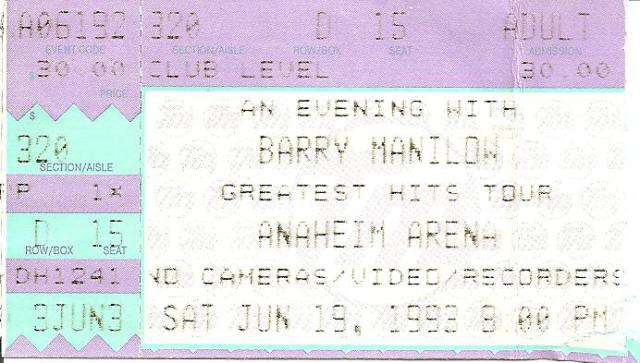 A06192 320 D 15 ADULT
EVENT CODE SECTION/AISLE ROW/BOX SEAT ADMISSION
$ 30.00 CLUB LEVEL 30.00
PRICE
$
AN EVENING WITH
320 BARRY MANILOW
SECTION/AISLE
P 1* GREATEST HITS TOUR
D 15 ANAHEIM ARENA
ROW/BOX SEAT
DH1241 NO CAMERAS/VIDEO/RECORDERS
3JUN3 SAT JUN 19, 1993 8:00 PM